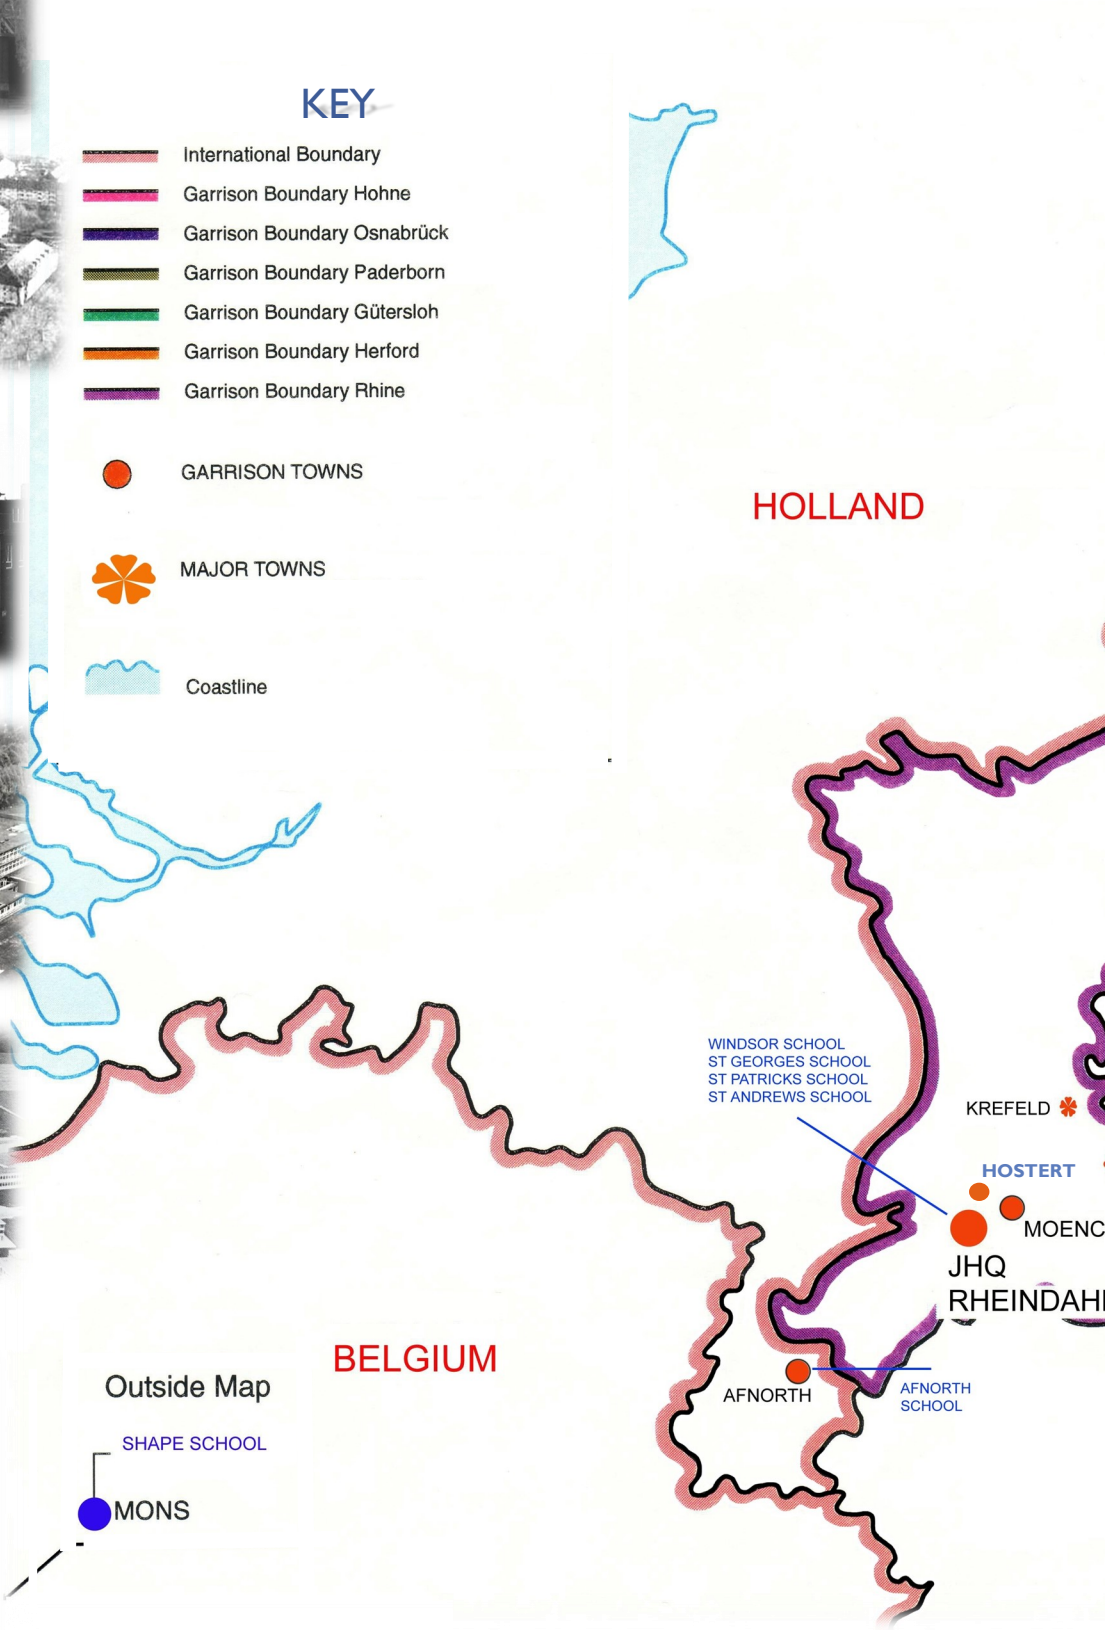 KEY
International Boundary
Garrison Boundary Hohne
Garrison Boundary Osnabrück
Garrison Boundary Paderborn
Garrison Boundary Gütersloh
Garrison Boundary Herford
Garrison Boundary Rhine
GARRISON TOWNS
MAJOR TOWNS
Coastline
HOLLAND
WINDSOR SCHOOL
ST GEORGES SCHOOL
ST PATRICKS SCHOOL
ST ANDREWS SCHOOL
KREFELD
HOSTERT
MOENC
JHQ
RHEINDAH
BELGIUM
AFNORTH
AFNORTH
SCHOOL
Outside Map
SHAPE SCHOOL
MONS